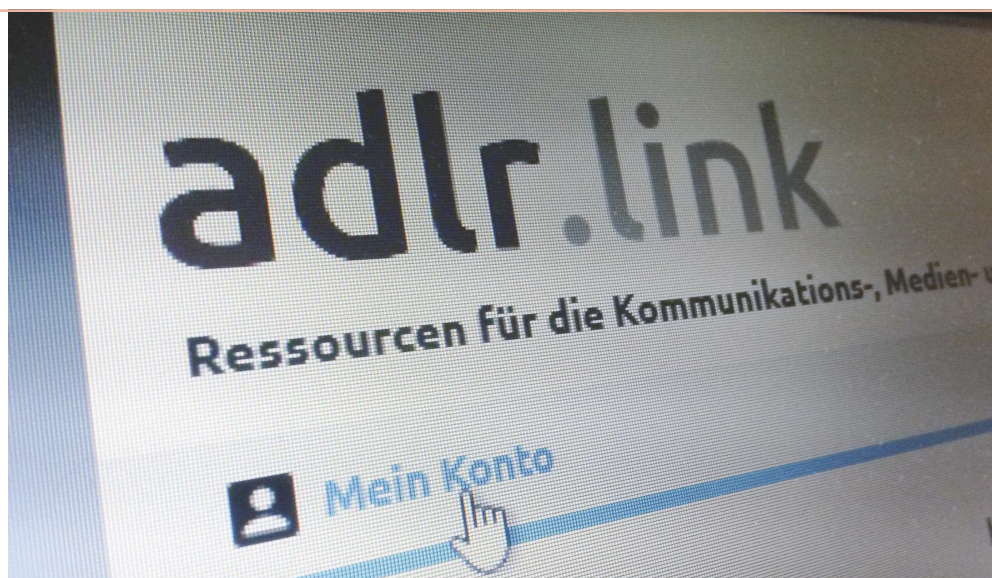 adlr.link
Ressourcen für die Kommunikations-, Medien-
Mein Konto